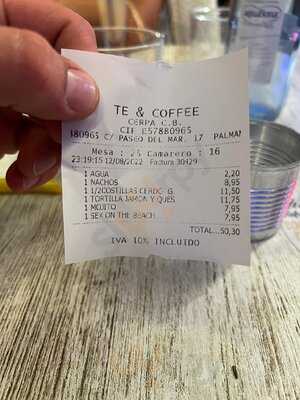 TE & COFFEE
CERPA C.B.
CIF E57880965
C/ PASEO DEL MAR, 17 PALMAN
Mesa : 25 Camarero : 16
23:19:15 12/08/2022 Factura 30429
1 AGUA 2,20
1 NACHOS 8,95
1 1/2COSTILLAS CERDO G 11,50
1 TORTILLA JAMON Y QUES 11,75
1 MOJITO 7,95
1 SEX ON THE BEACH 7,95
TOTAL...50,30
IVA 10% INCLUIDO